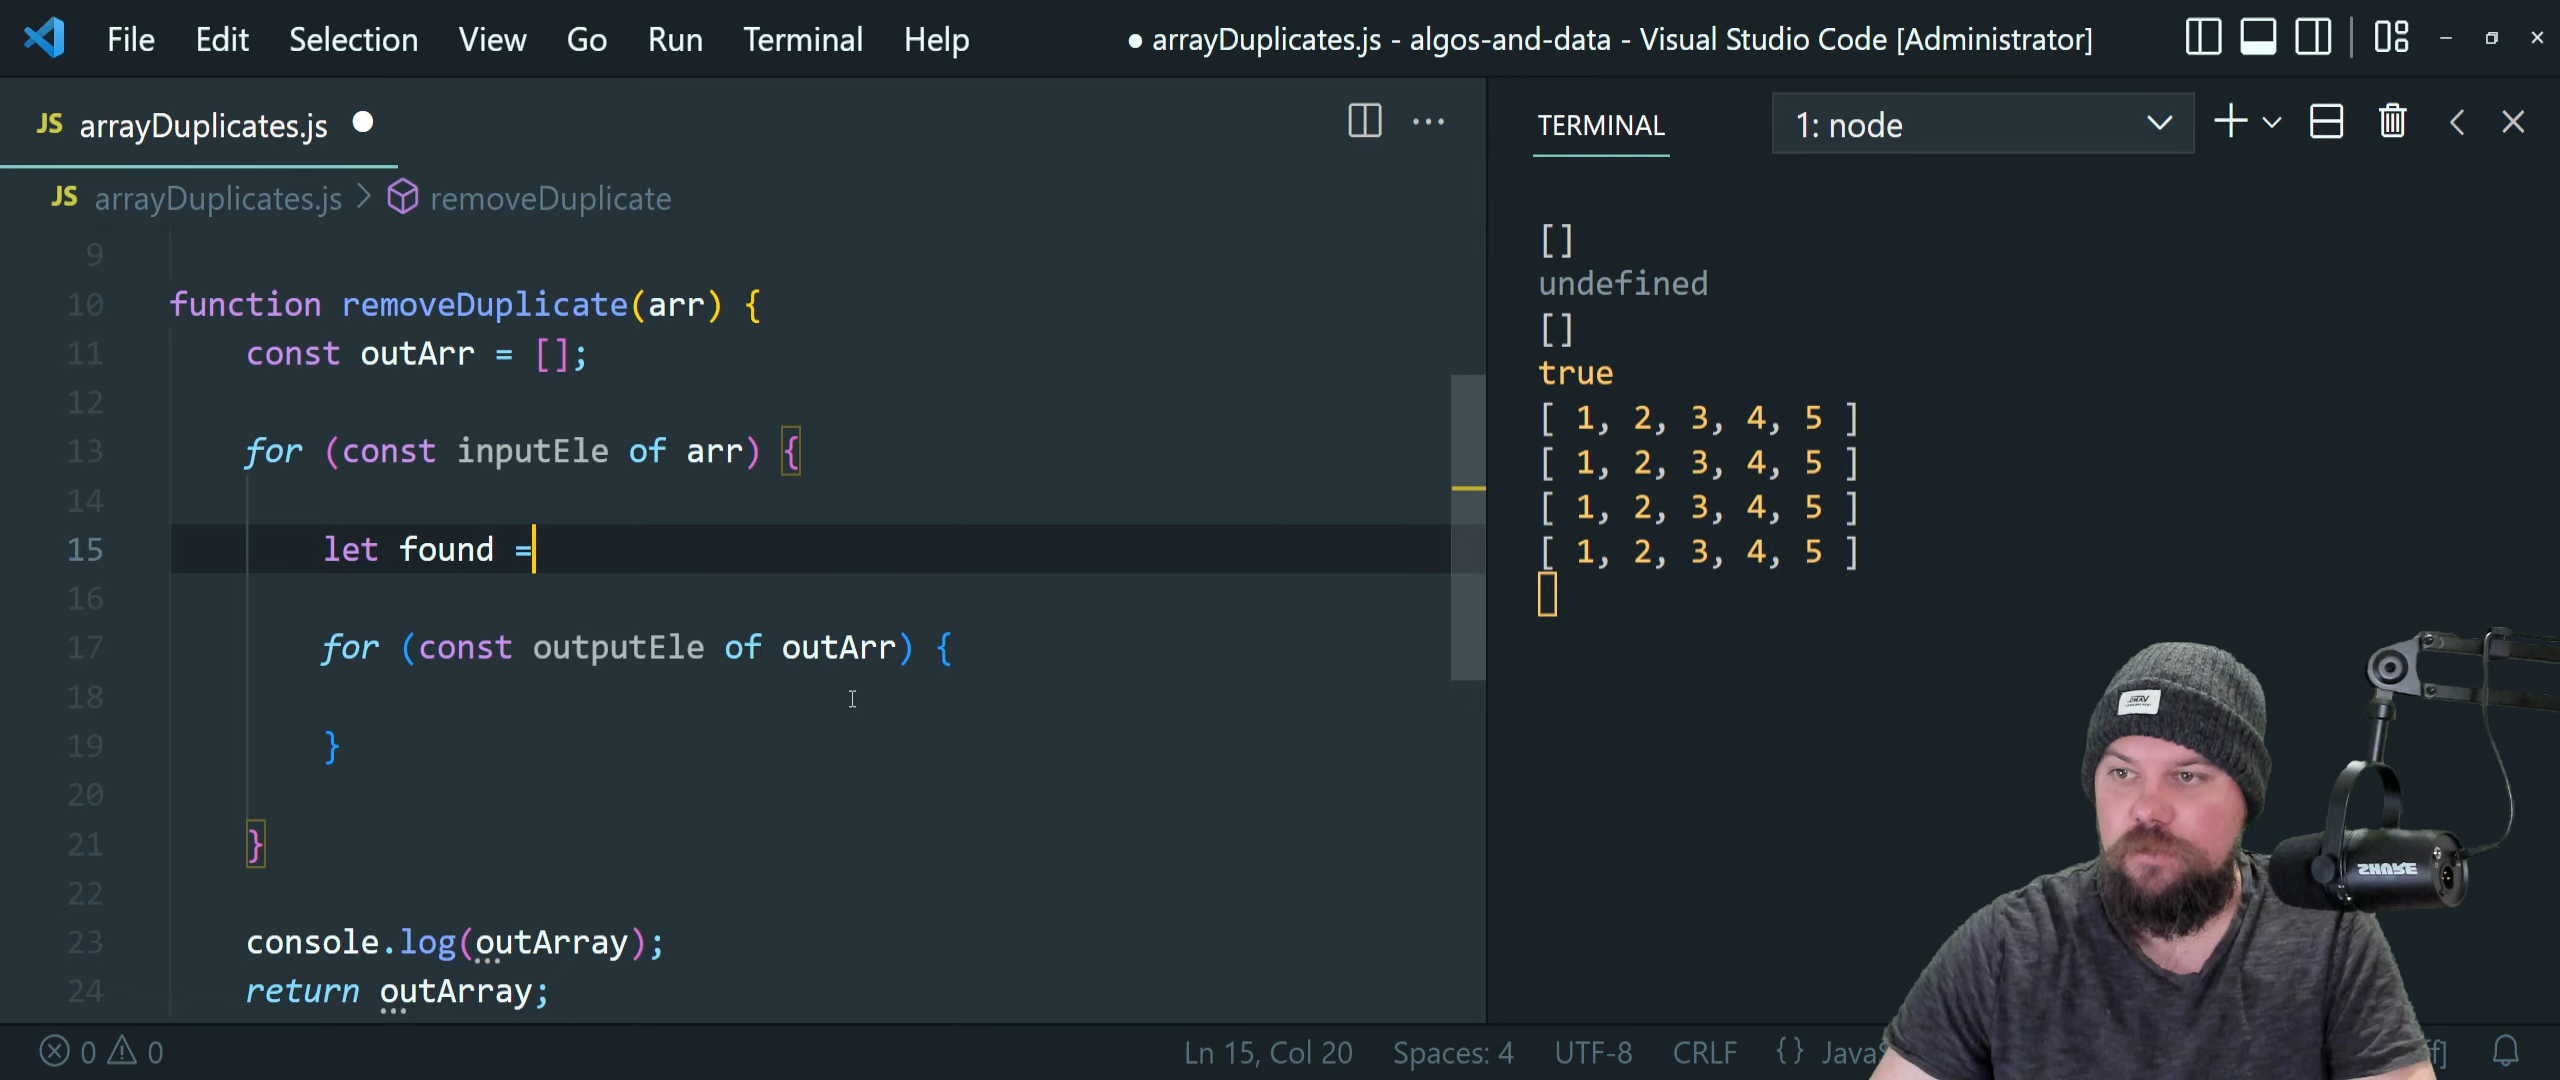 File Edit Selection View Go Run Terminal Help ● arrayDuplicates.js - algos-and-data - Visual Studio Code [Administrator]
JS arrayDuplicates.js ●
JS arrayDuplicates.js > removeDuplicate
9
10 function removeDuplicate(arr) {
11 const outArr = [];
12
13 for (const inputEle of arr) {
14
15 let found =
16
17 for (const outputEle of outArr) {
18
19 }
20
21 }
22
23 console.log(outArray);
24 return outArray;
TERMINAL 1: node
[]
undefined
[]
true
[ 1, 2, 3, 4, 5 ]
[ 1, 2, 3, 4, 5 ]
[ 1, 2, 3, 4, 5 ]
[ 1, 2, 3, 4, 5 ]
SHURE
0 0 Ln 15, Col 20 Spaces: 4 UTF-8 CRLF {} Javas